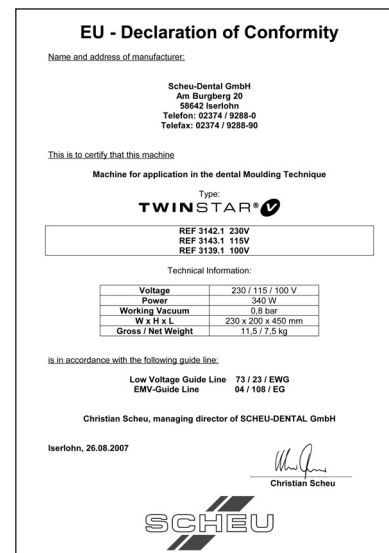 EU - Declaration of Conformity
Name and address of manufacturer:
Scheu-Dental GmbH
Am Burgberg 20
58642 Iserlohn
Telefon: 02374 / 9288-0
Telefax: 02374 / 9288-90
This is to certify that this machine
Machine for application in the dental Moulding Technique
Type:
TWINSTAR® V
REF 3142.1 230V
REF 3143.1 115V
REF 3139.1 100V
Technical Information:
Voltage 230 / 115 / 100 V
Power 340 W
Working Vacuum 0,8 bar
W x H x L 230 x 200 x 450 mm
Gross / Net Weight 11,5 / 7,5 kg
is in accordance with the following guide line:
Low Voltage Guide Line 73 / 23 / EWG
EMV-Guide Line 04 / 108 / EG
Christian Scheu, managing director of SCHEU-DENTAL GmbH
Iserlohn, 26.08.2007
Christian Scheu
SCHEU